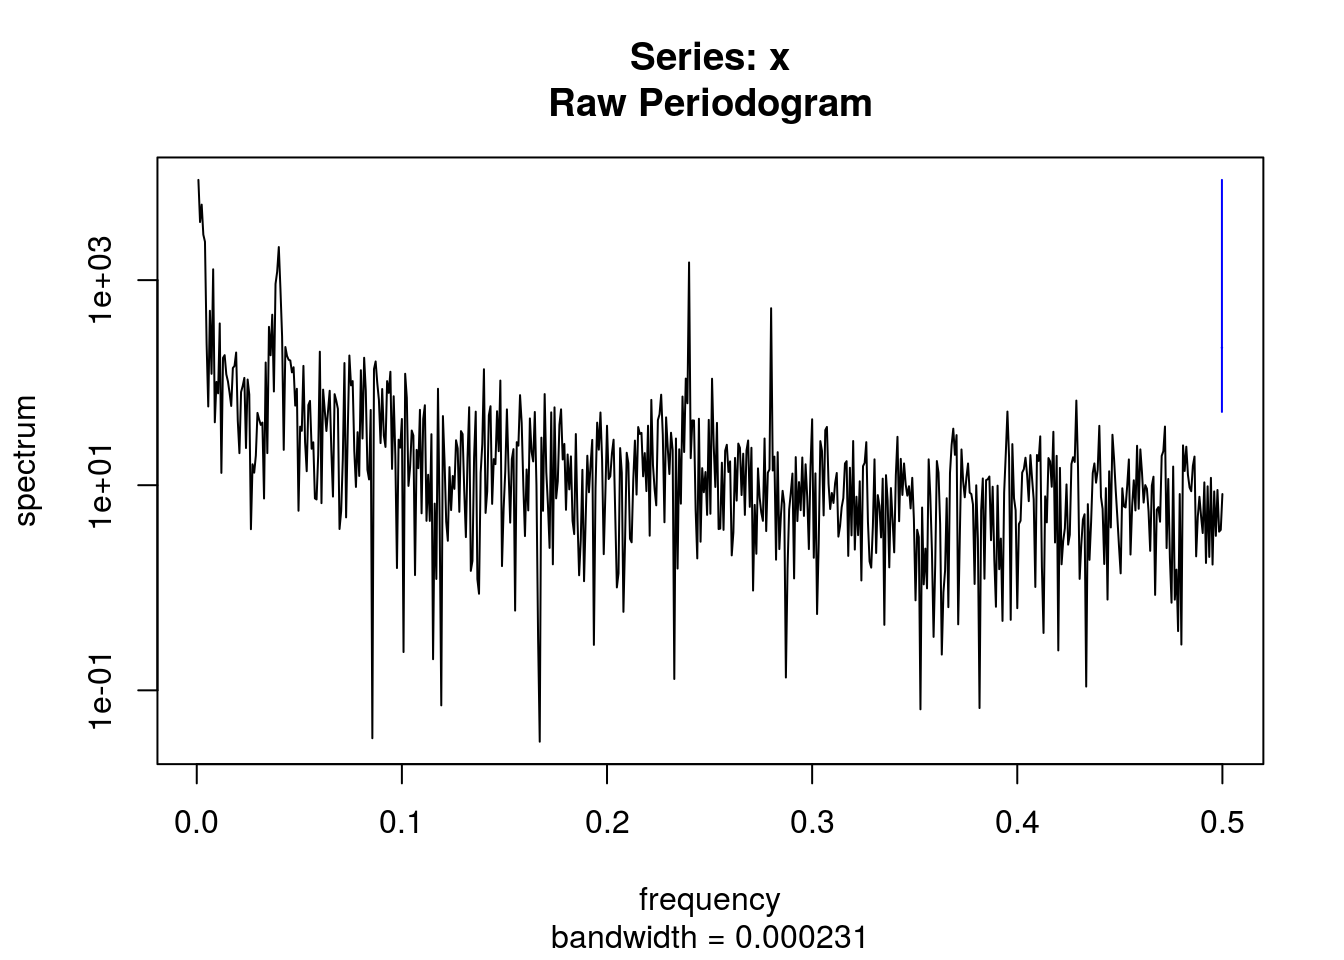 Series: x
Raw Periodogram
spectrum
1e+03
1e+01
1e-01
0.0 0.1 0.2 0.3 0.4 0.5
frequency
bandwidth = 0.000231